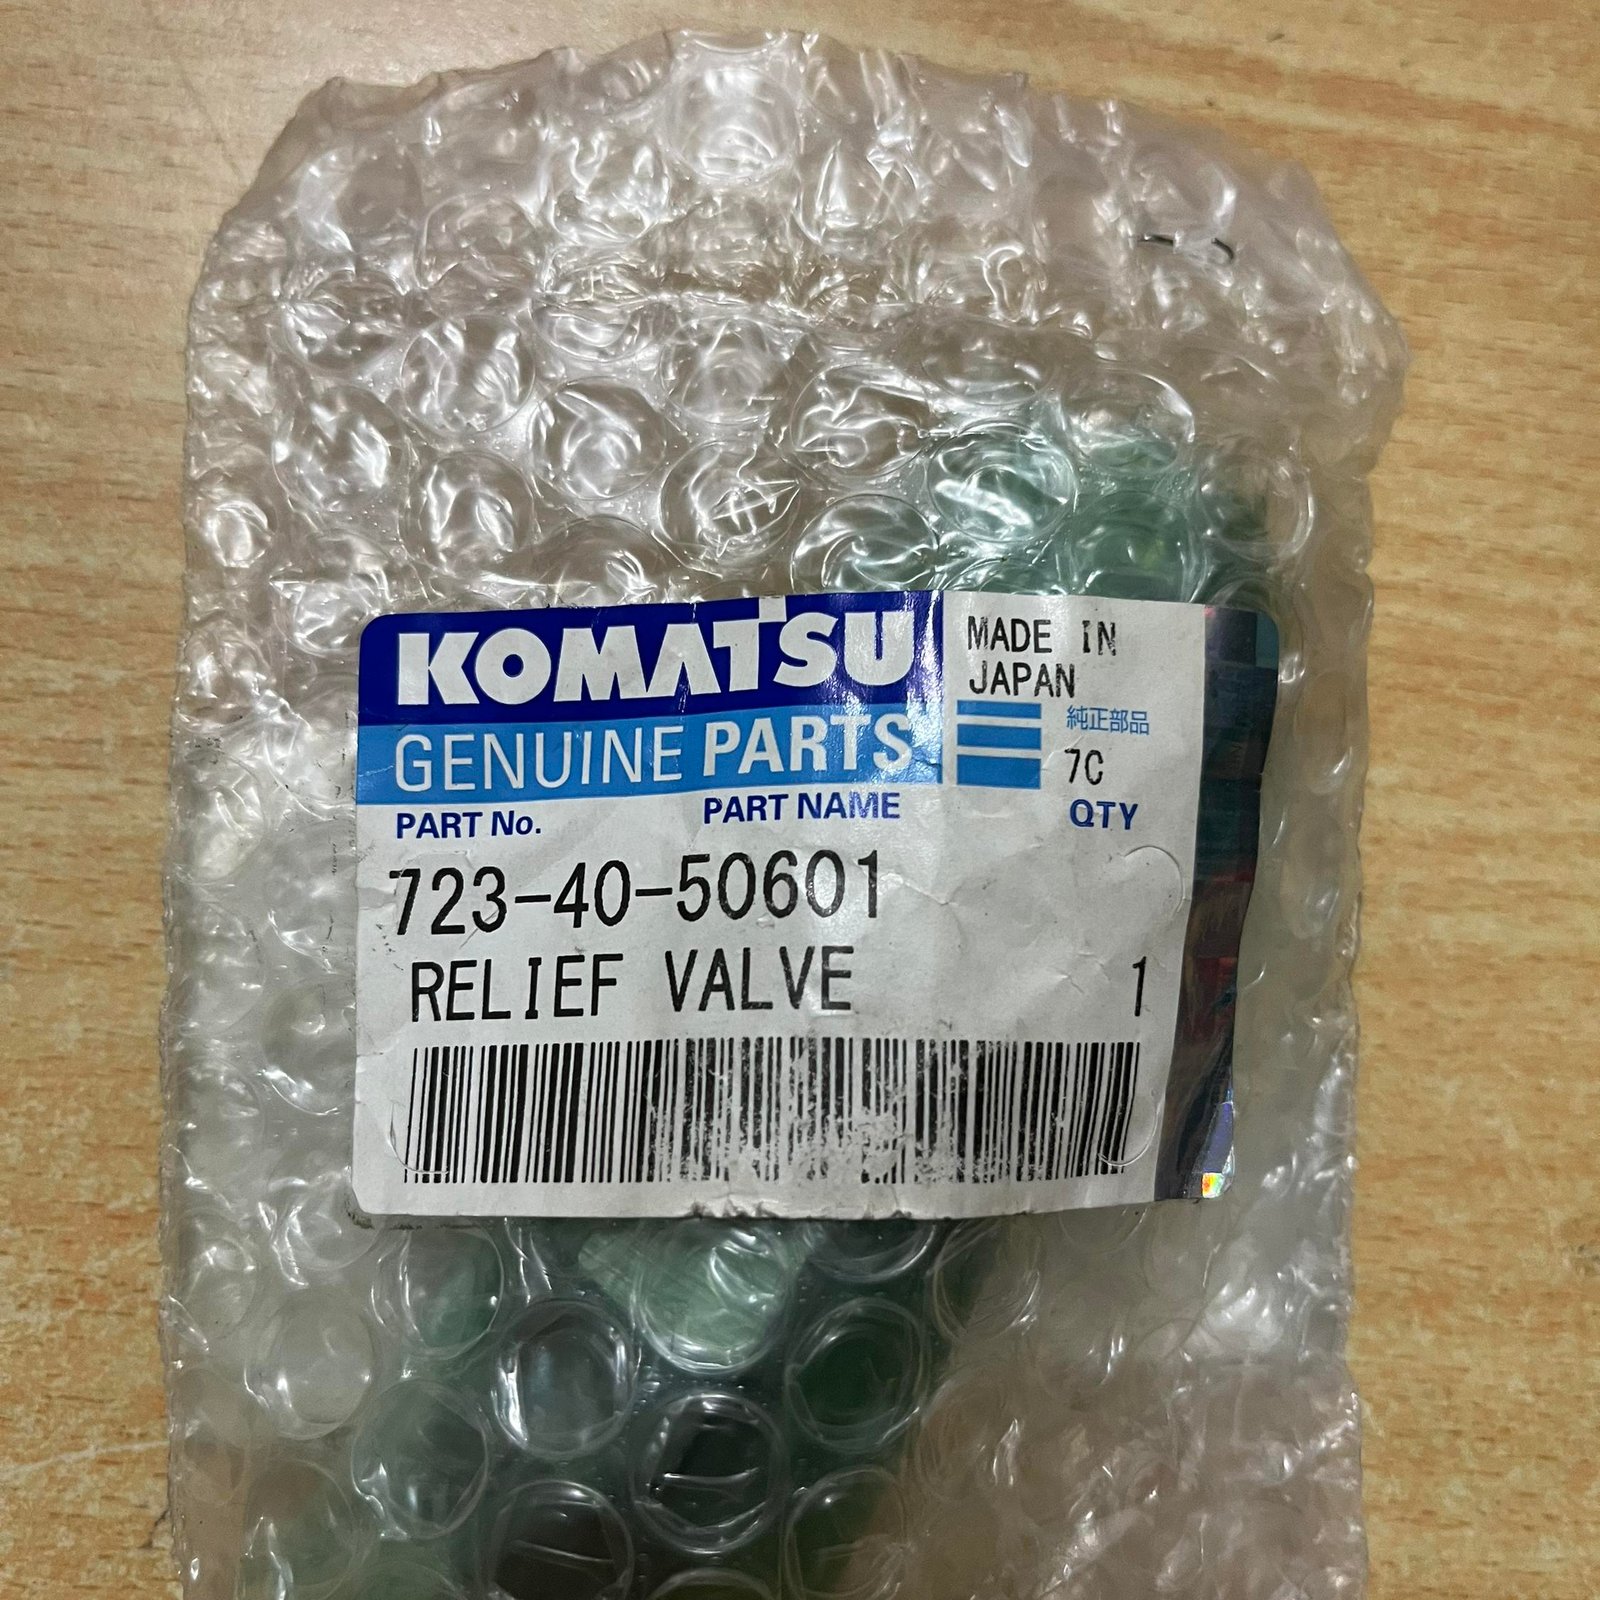 KOMATSU
GENUINE PARTS
MADE IN
JAPAN
純正部品
7C
PART No.
PART NAME
QTY
723-40-50601
RELIEF VALVE
1